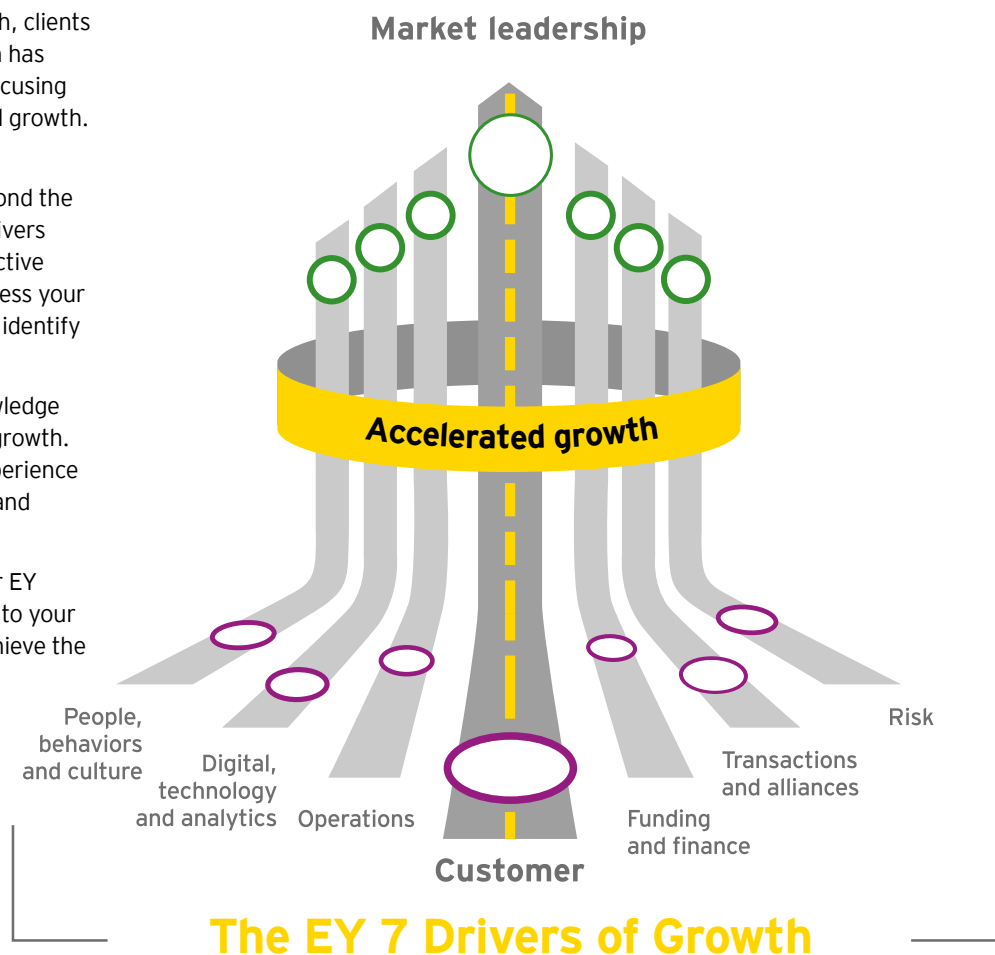 h, clients
has
cusing
growth.
ond the
ivers
ctive
ess your
identify
wledge
growth.
perience
and
r EY
to your
hieve the
Market leadership
Accelerated growth
People,
behaviors
and culture
Digital,
technology
and analytics
Operations
Customer
Funding
and finance
Transactions
and alliances
Risk
The EY 7 Drivers of Growth